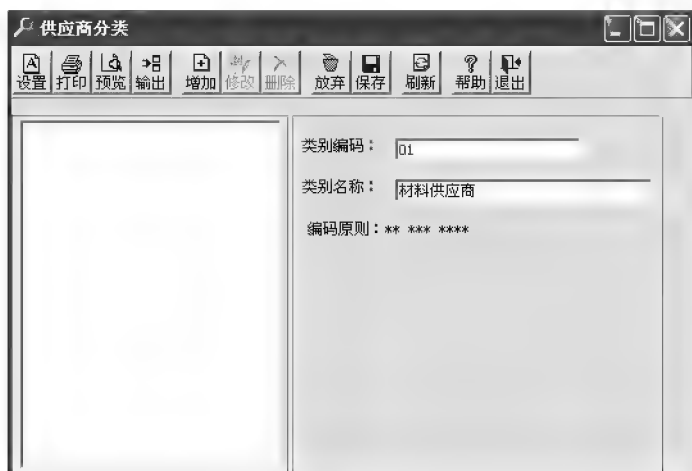 供应商分类
设置 打印 预览 输出 增加 修改 删除 放弃 保存 刷新 帮助 退出
类别编码： 01
类别名称： 材料供应商
编码原则：** *** ****